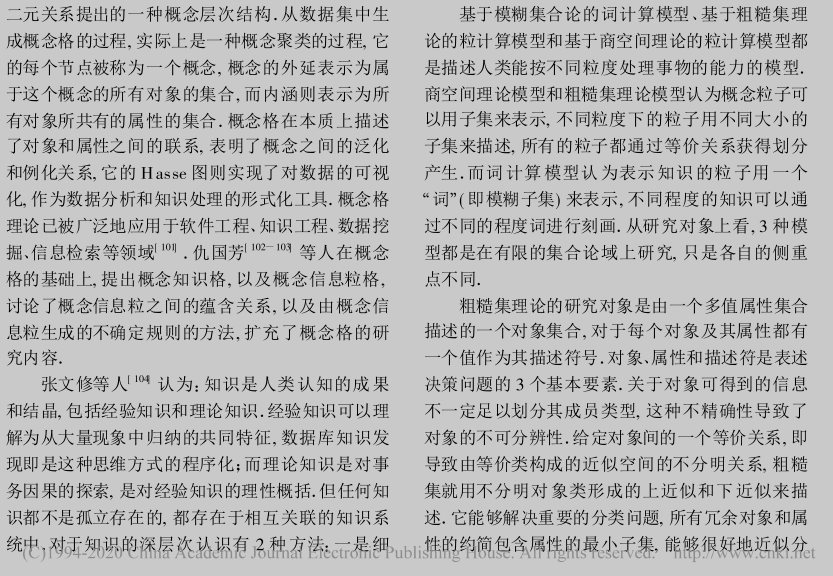 二元关系提出的一种概念层次结构.从数据集中生
成概念格的过程, 实际上是一种概念聚类的过程, 它
的每个节点被称为一个概念, 概念的外延表示为属
于这个概念的所有对象的集合, 而内涵则表示为所
有对象所共有的属性的集合. 概念格在本质上描述
了对象和属性之间的联系, 表明了概念之间的泛化
和例化关系, 它的 Hasse 图则实现了对数据的可视
化, 作为数据分析和知识处理的形式化工具. 概念格
理论已被广泛地应用于软件工程、知识工程、数据挖
掘、信息检索等领域[101] . 仇国芳[102-103] 等人在概念
格的基础上, 提出概念知识格, 以及概念信息粒格,
讨论了概念信息粒之间的蕴含关系, 以及由概念信
息粒生成的不确定规则的方法, 扩充了概念格的研
究内容.
张文修等人[104] 认为: 知识是人类认知的成果
和结晶, 包括经验知识和理论知识. 经验知识可以理
解为从大量现象中归纳的共同特征, 数据库知识发
现即是这种思维方式的程序化; 而理论知识是对事
务因果的探索, 是对经验知识的理性概括. 但任何知
识都不是孤立存在的, 都存在于相互关联的知识系
统中. 对于知识的深层次认识有 2 种方法: 一是细
基于模糊集合论的词计算模型、基于粗糙集理
论的粒计算模型和基于商空间理论的粒计算模型都
是描述人类能按不同粒度处理事物的能力的模型.
商空间理论模型和粗糙集理论模型认为概念粒子可
以用子集来表示, 不同粒度下的粒子用不同大小的
子集来描述, 所有的粒子都通过等价关系获得划分
产生. 而词计算模型认为表示知识的粒子用一个
“词”(即模糊子集) 来表示, 不同程度的知识可以通
过不同的程度词进行刻画. 从研究对象上看, 3 种模
型都是在有限的集合论域上研究, 只是各自的侧重
点不同.
粗糙集理论的研究对象是由一个多值属性集合
描述的一个对象集合, 对于每个对象及其属性都有
一个值作为其描述符号. 对象、属性和描述符是表述
决策问题的 3 个基本要素. 关于对象可得到的信息
不一定足以划分其成员类型, 这种不精确性导致了
对象的不可分辨性. 给定对象间的一个等价关系, 即
导致由等价类构成的近似空间的不分明关系, 粗糙
集就用不分明对象类形成的上近似和下近似来描
述. 它能够解决重要的分类问题, 所有冗余对象和属
性的约简包含属性的最小子集, 能够很好地近似分
(C)1994-2020 China Academic Journal Electronic Publishing House. All rights reserved. http://www.cnki.net